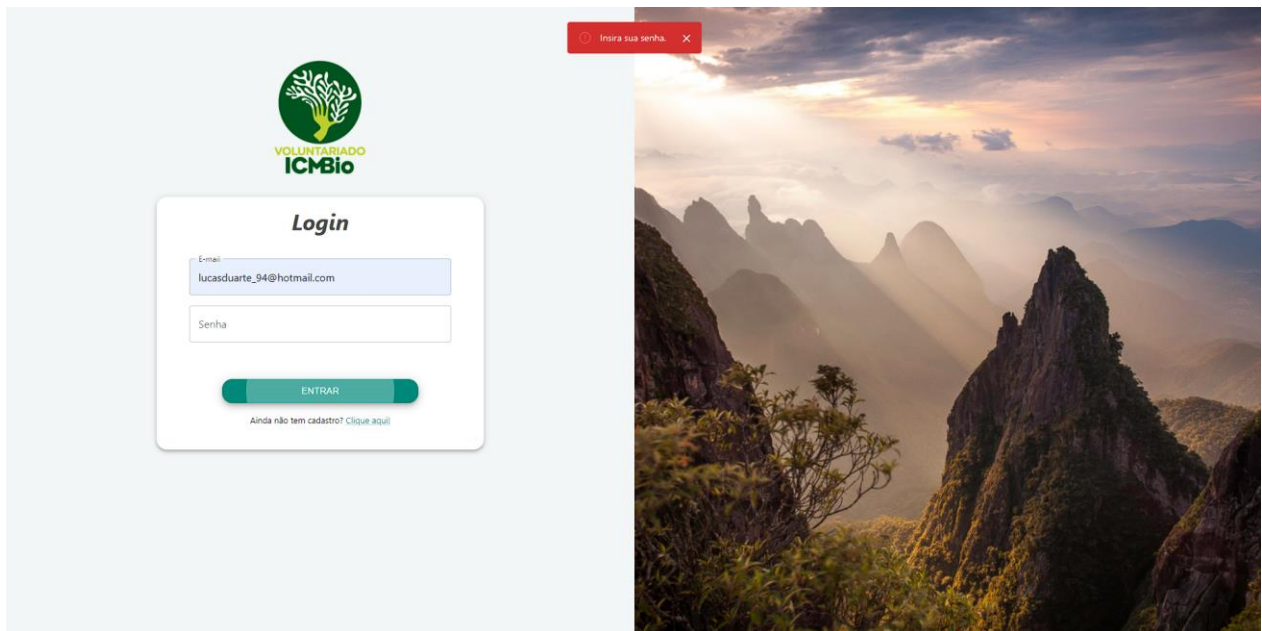 Insira sua senha.
VOLUNTARIADO
ICMBio
Login
E-mail
lucasduarte_94@hotmail.com
Senha
ENTRAR
Ainda não tem cadastro? Clique aqui!